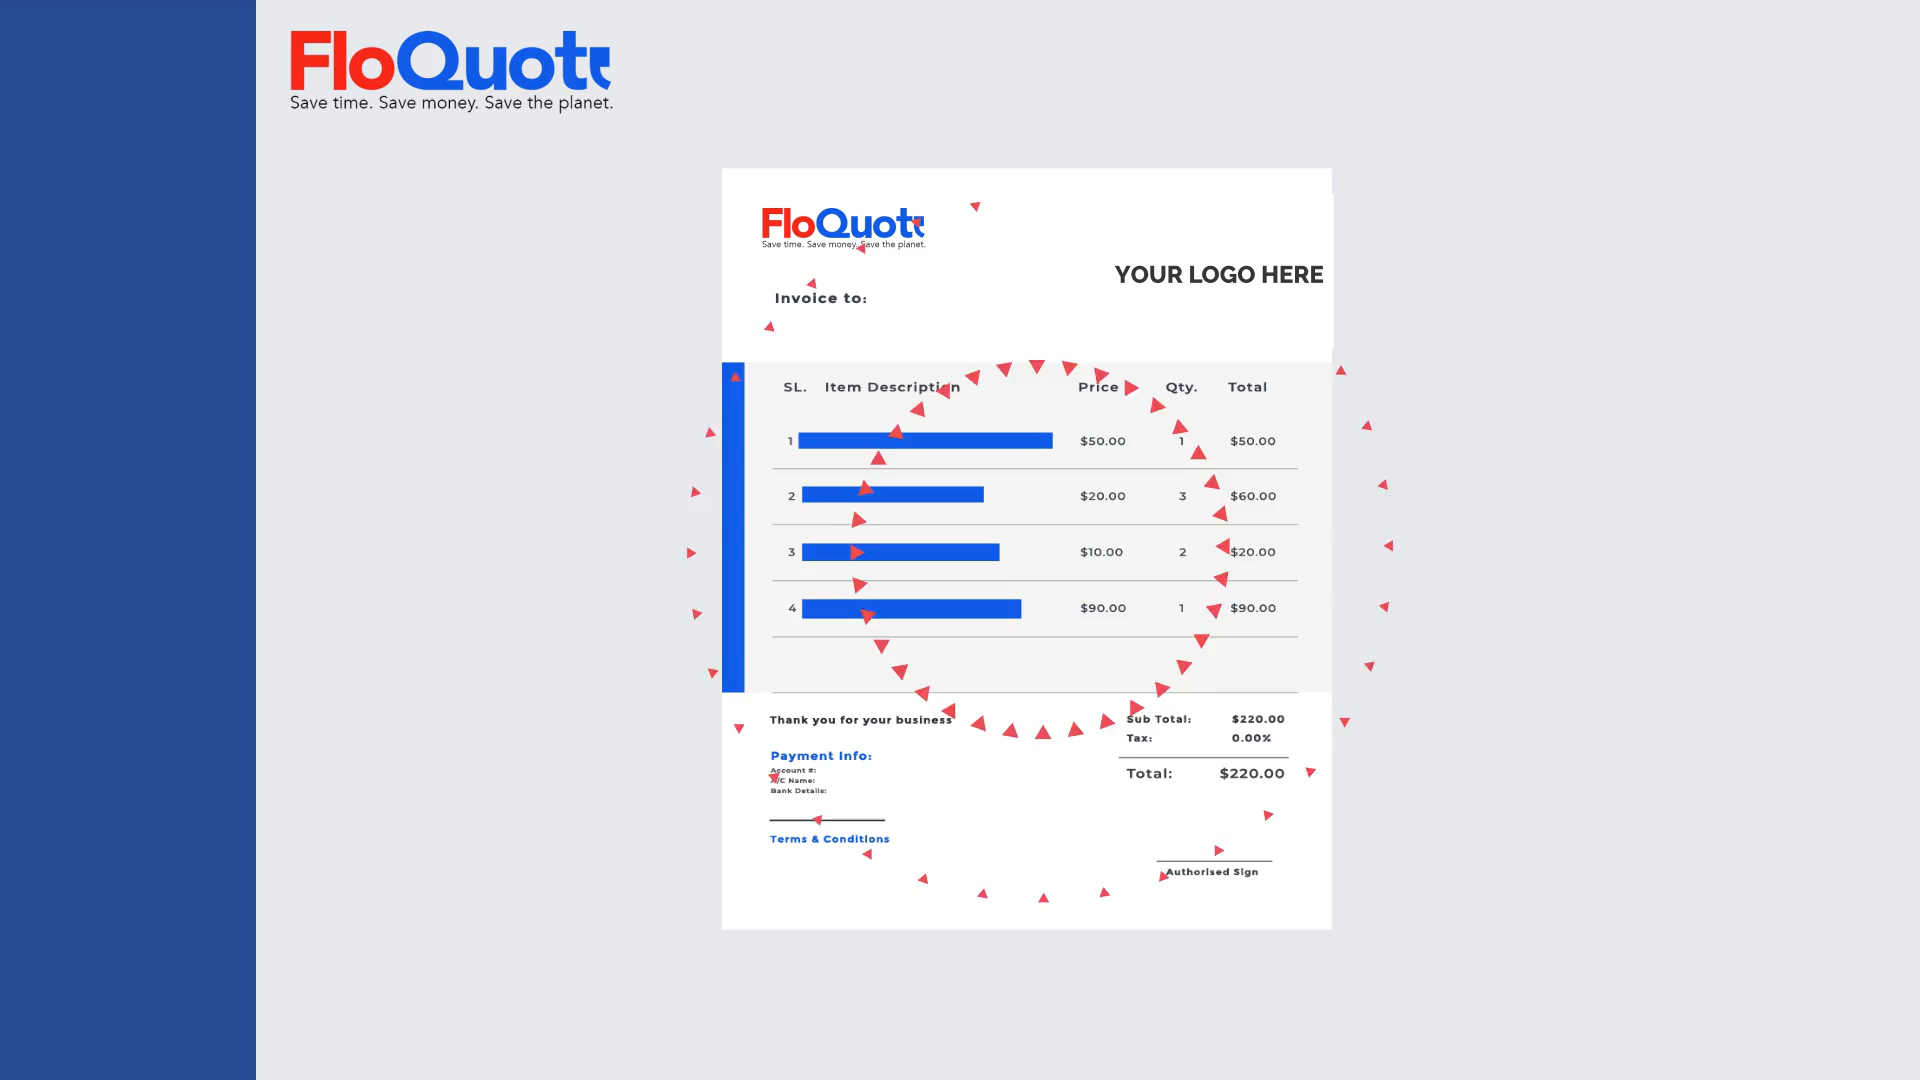 FloQuote
Save time. Save money. Save the planet.
FloQuote
Save time. Save money. Save the planet.
YOUR LOGO HERE
Invoice to:
SL. Item Description Price Qty. Total
1 $50.00 1 $50.00
2 $20.00 3 $60.00
3 $10.00 2 $20.00
4 $90.00 1 $90.00
Thank you for your business
Sub Total: $220.00
Tax: 0.00%
Payment Info:
Account #:
A/C Name:
Bank Details:
Total: $220.00
Terms & Conditions
Authorised Sign